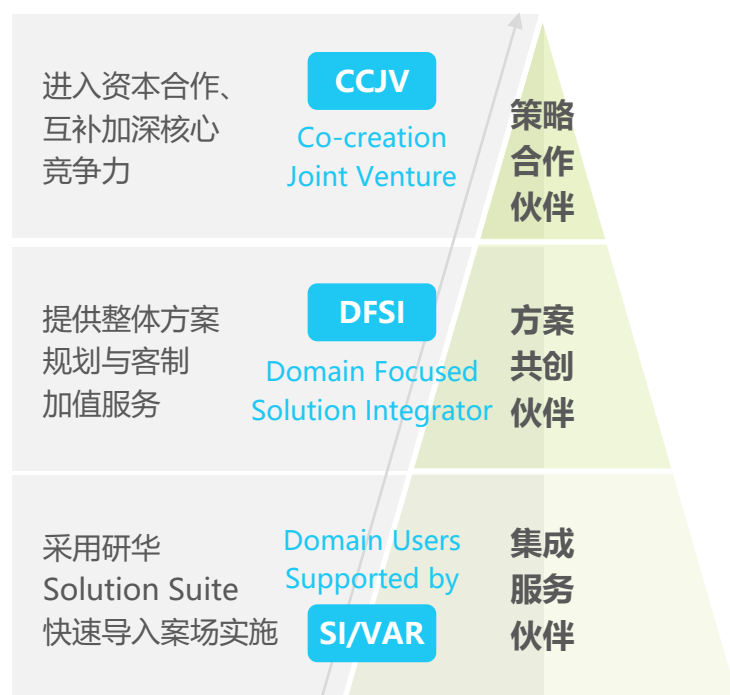 进入资本合作、
互补加深核心
竞争力
CCJV
Co-creation
Joint Venture
策略
合作
伙伴
提供整体方案
规划与客制
加值服务
DFSI
Domain Focused
Solution Integrator
方案
共创
伙伴
采用研华
Solution Suite
快速导入案场实施
Domain Users
Supported by
SI/VAR
集成
服务
伙伴